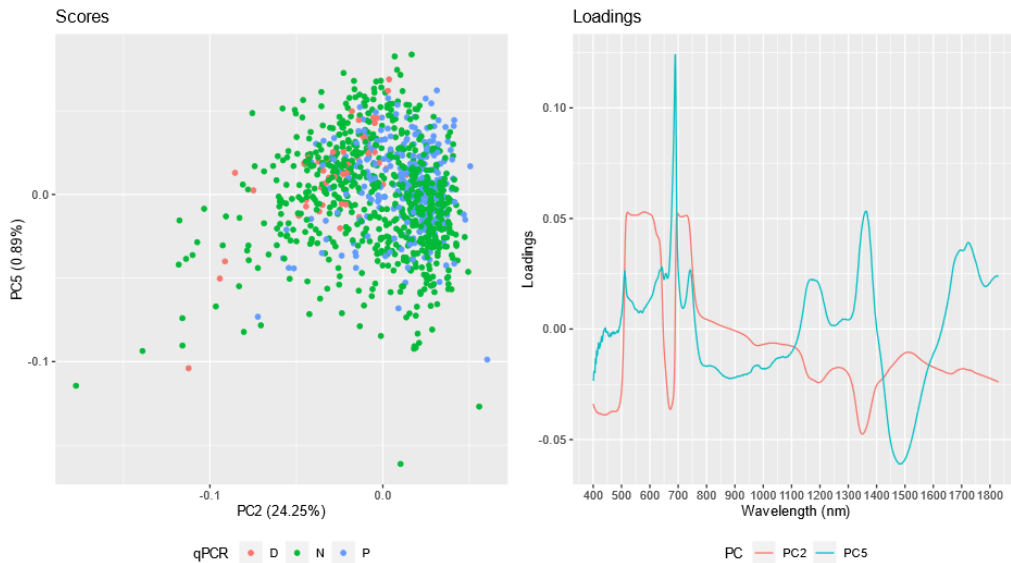 Scores
Loadings
PC5 (0.89%)
0.0
-0.1
-0.1
0.0
PC2 (24.25%)
qPCR D N P
Loadings
0.10
0.05
0.00
-0.05
400 500 600 700 800 900 1000 1100 1200 1300 1400 1500 1600 1700 1800
Wavelength (nm)
PC PC2 PC5